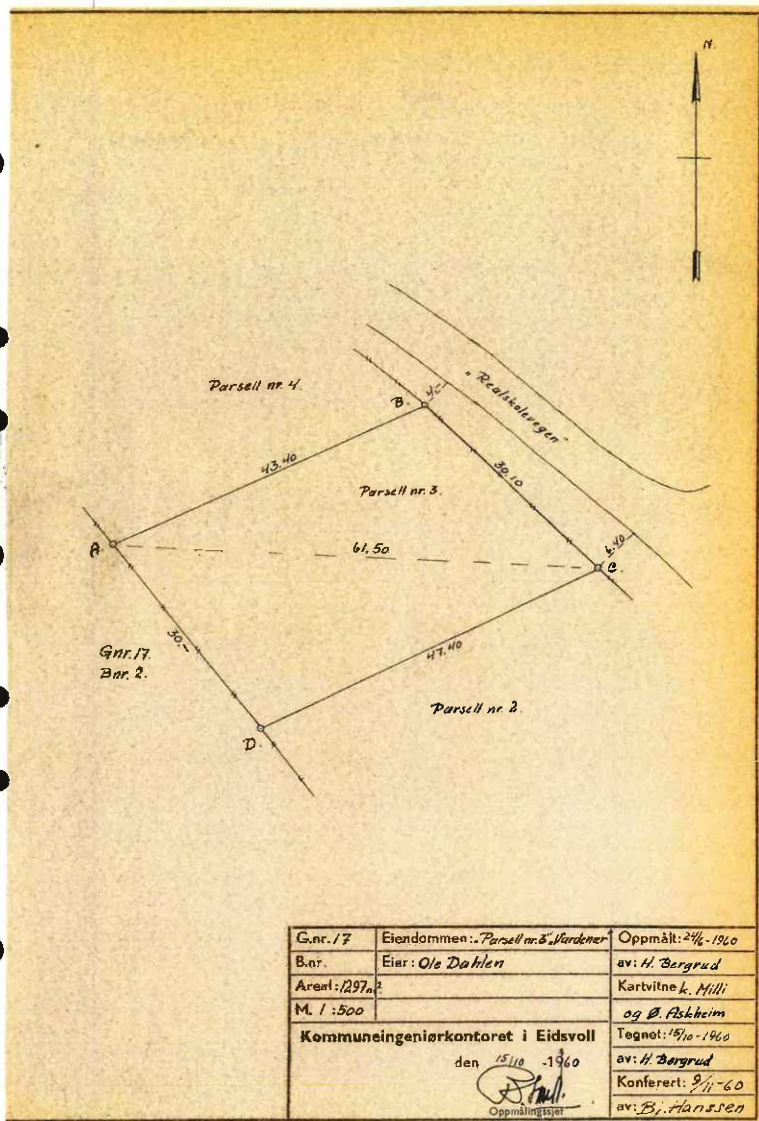 N.
Parsell nr. 4.
"Realskolevegen"
B.
4,-
43.40
30.10
Parsell nr. 3.
A.
61.50
6.40
C.
30.-
Gnr. 17.
Bnr. 2.
47.40
Parsell nr. 2.
D.
G.nr. 17
Eiendommen: "Parsell nr. 3"
Oppmålt: 24/6-1960
B.nr.
Eier: Ole Dahlen
av: H. Bergrud
Areal: 1297 m²
Kartvitne K. Milli
M. 1:500
og Ø. Askheim
Kommuneingeniørkontoret i Eidsvoll
Tegnet: 15/10-1960
den 15/10 -1960
av: H. Bergrud
Konferert: 9/11-60
Oppmålingssjef
av: Bj. Hanssen